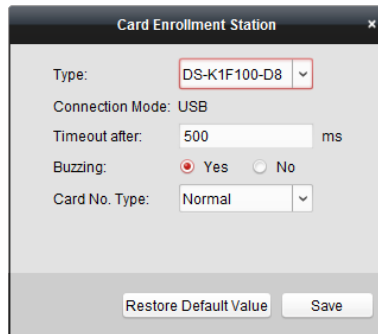 Card Enrollment Station ×
Type: DS-K1F100-D8
Connection Mode: USB
Timeout after: 500 ms
Buzzing: Yes No
Card No. Type: Normal
Restore Default Value Save